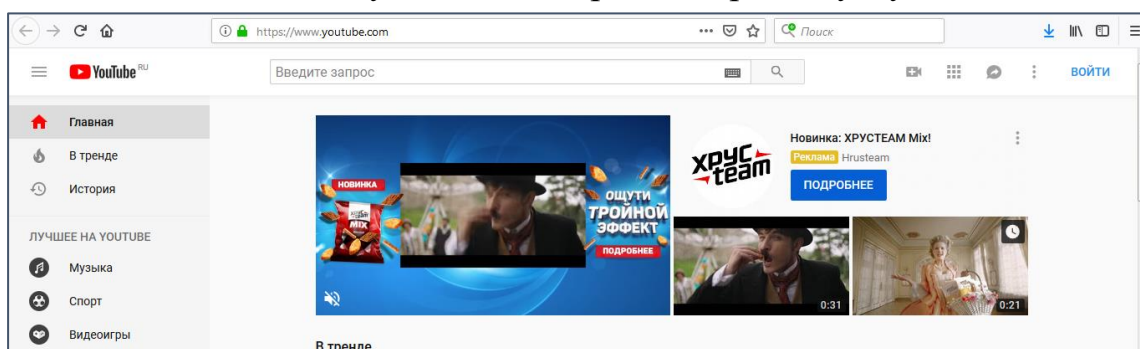 https://www.youtube.com
Поиск
YouTube RU
Введите запрос
ВОЙТИ
Главная
В тренде
История
ЛУЧШЕЕ НА YOUTUBE
Музыка
Спорт
Видеоигры
НОВИНКА
MIX
ОЩУТИ
ТРОЙНОЙ
ЭФФЕКТ
ПОДРОБНЕЕ
ХРУС
team
Новинка: ХРУСТЕАМ Mix!
Реклама Hrusteam
ПОДРОБНЕЕ
0:31
0:21
В тренде